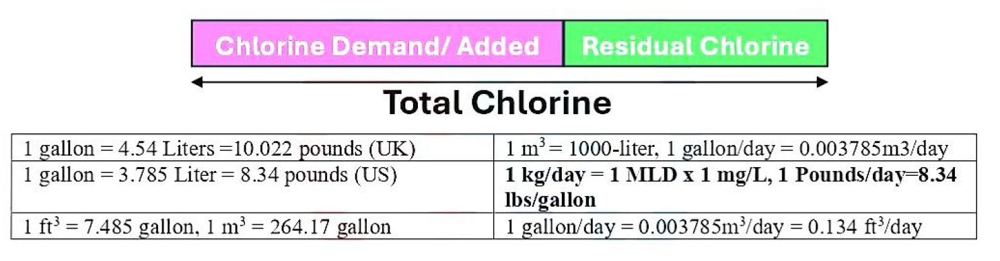 Chlorine Demand/ Added
Residual Chlorine
Total Chlorine
1 gallon = 4.54 Liters =10.022 pounds (UK)
1 m³ = 1000-liter, 1 gallon/day = 0.003785m3/day
1 gallon = 3.785 Liter = 8.34 pounds (US)
1 kg/day = 1 MLD x 1 mg/L, 1 Pounds/day=8.34
lbs/gallon
1 ft³ = 7.485 gallon, 1 m³ = 264.17 gallon
1 gallon/day = 0.003785m³/day = 0.134 ft³/day